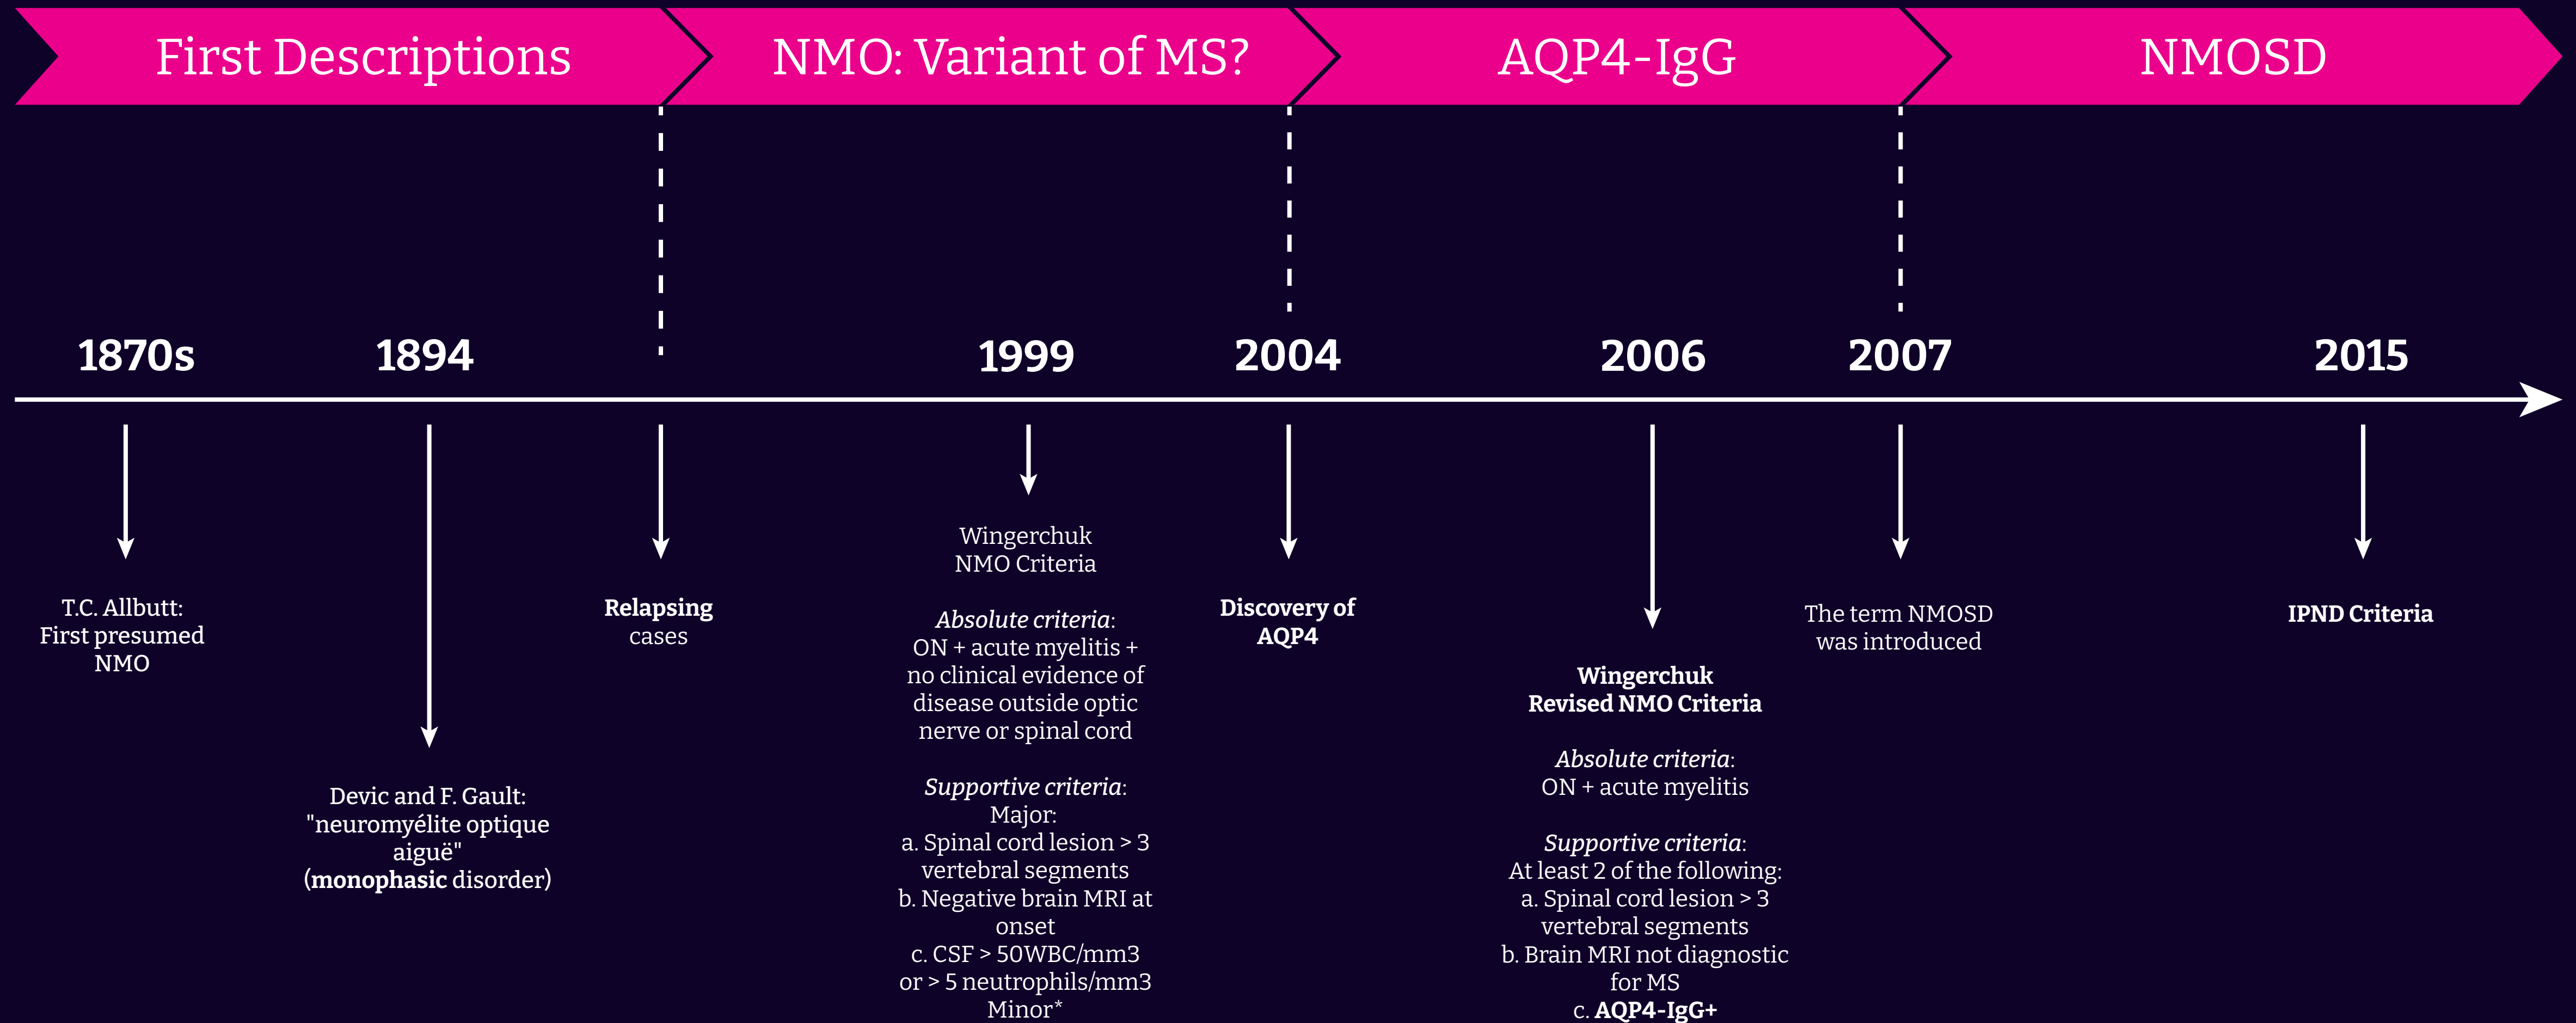 First Descriptions
NMO: Variant of MS?
AQP4-IgG
NMOSD
1870s
1894
1999
2004
2006
2007
2015
T.C. Allbutt:
First presumed
NMO
Devic and F. Gault:
"neuromyélite optique
aiguë"
(monophasic disorder)
Relapsing
cases
Wingerchuk
NMO Criteria
Absolute criteria:
ON + acute myelitis +
no clinical evidence of
disease outside optic
nerve or spinal cord
Supportive criteria:
Major:
a. Spinal cord lesion > 3
vertebral segments
b. Negative brain MRI at
onset
c. CSF > 50WBC/mm3
or > 5 neutrophils/mm3
Minor*
Discovery of
AQP4
Wingerchuk
Revised NMO Criteria
Absolute criteria:
ON + acute myelitis
Supportive criteria:
At least 2 of the following:
a. Spinal cord lesion > 3
vertebral segments
b. Brain MRI not diagnostic
for MS
c. AQP4-IgG+
The term NMOSD
was introduced
IPND Criteria